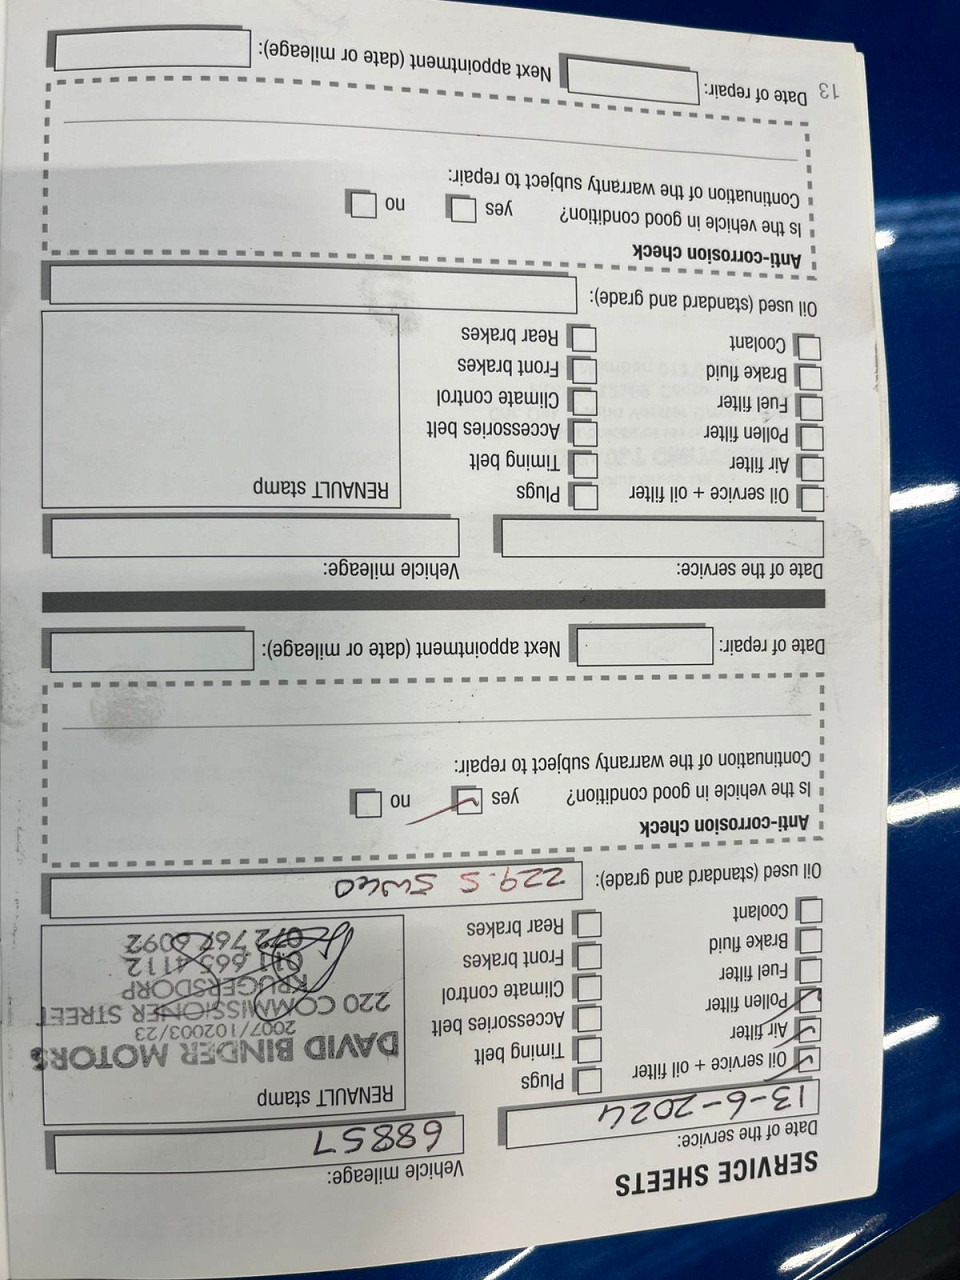 SERVICE SHEETS
Date of the service: Vehicle mileage:
13-6-2024 68857
Oil service + oil filter Plugs RENAULT stamp
Air filter Timing belt
Pollen filter Accessories belt
Fuel filter Climate control
Brake fluid Front brakes
Coolant Rear brakes
DAVID BINDER MOTORS
2007/102003/23
220 COMMISSIONER STREET
KRUGERSDORP
011 665 4112
072 767 6092
Oil used (standard and grade): 229.5 5W40
Anti-corrosion check
Is the vehicle in good condition? yes no
Continuation of the warranty subject to repair:
Date of repair: Next appointment (date or mileage):
Date of the service: Vehicle mileage:
Oil service + oil filter Plugs RENAULT stamp
Air filter Timing belt
Pollen filter Accessories belt
Fuel filter Climate control
Brake fluid Front brakes
Coolant Rear brakes
Oil used (standard and grade):
Anti-corrosion check
Is the vehicle in good condition? yes no
Continuation of the warranty subject to repair:
Date of repair: Next appointment (date or mileage):
13